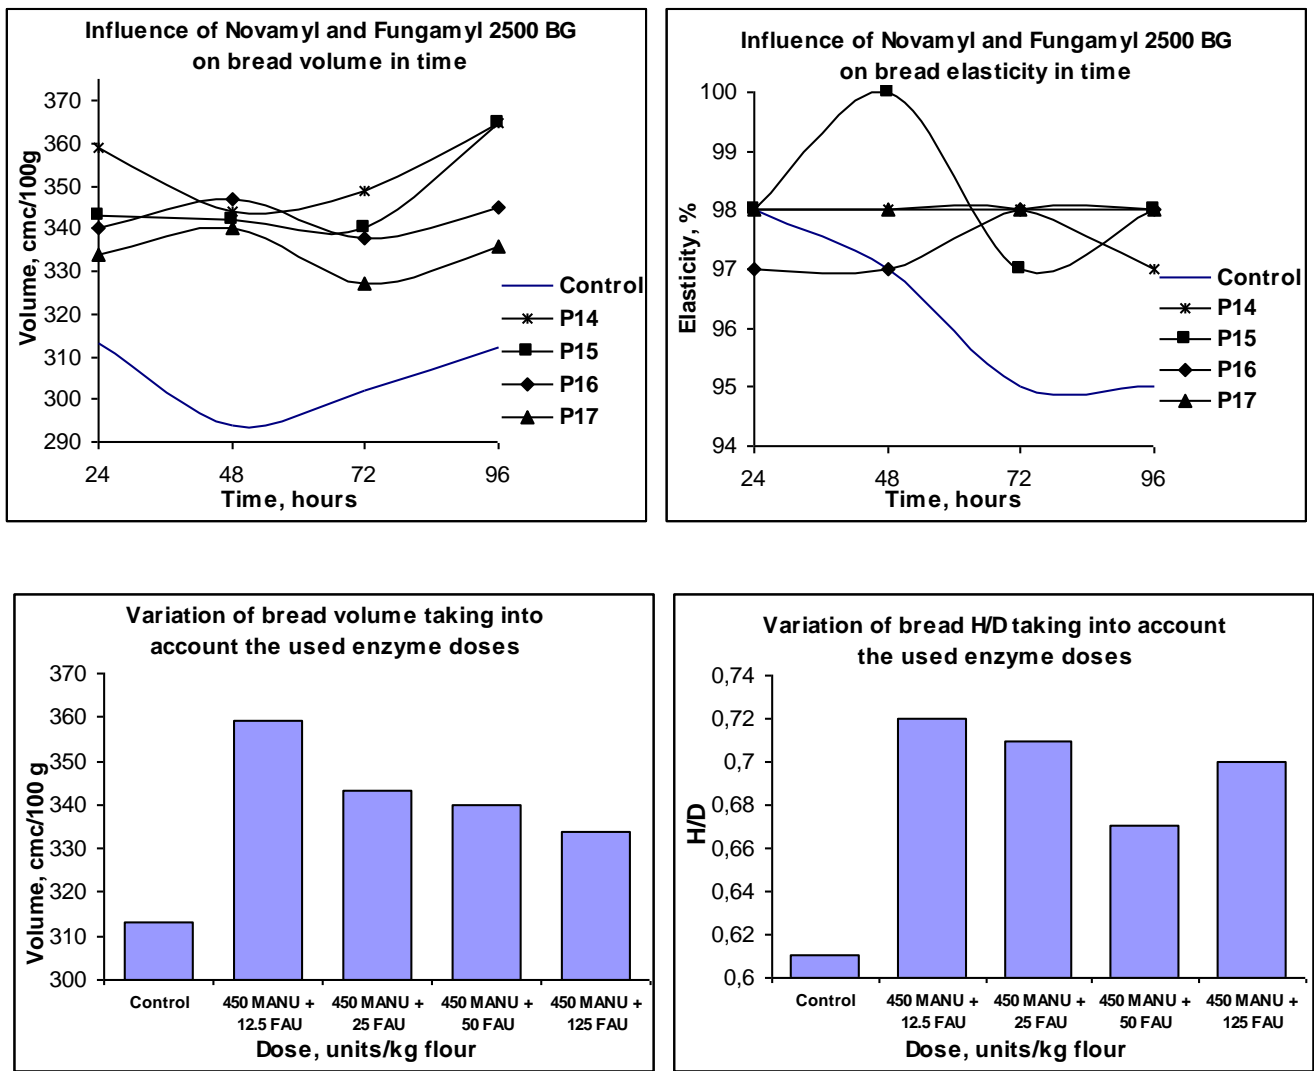 Influence of Novamyl and Fungamyl 2500 BG
on bread volume in time
370
360
350
340
330
320
310
300
290
Volume, cmc/100g
24
48
72
96
Time, hours
Control
P14
P15
P16
P17
Influence of Novamyl and Fungamyl 2500 BG
on bread elasticity in time
100
99
98
97
96
95
94
Elasticity, %
24
48
72
96
Time, hours
Control
P14
P15
P16
P17
Variation of bread volume taking into
account the used enzyme doses
370
360
350
340
330
320
310
300
Volume, cmc/100 g
Control
450 MANU +
12.5 FAU
450 MANU +
25 FAU
450 MANU +
50 FAU
450 MANU +
125 FAU
Dose, units/kg flour
Variation of bread H/D taking into account
the used enzyme doses
0,74
0,72
0,7
0,68
0,66
0,64
0,62
0,6
H/D
Control
450 MANU +
12.5 FAU
450 MANU +
25 FAU
450 MANU +
50 FAU
450 MANU +
125 FAU
Dose, units/kg flour